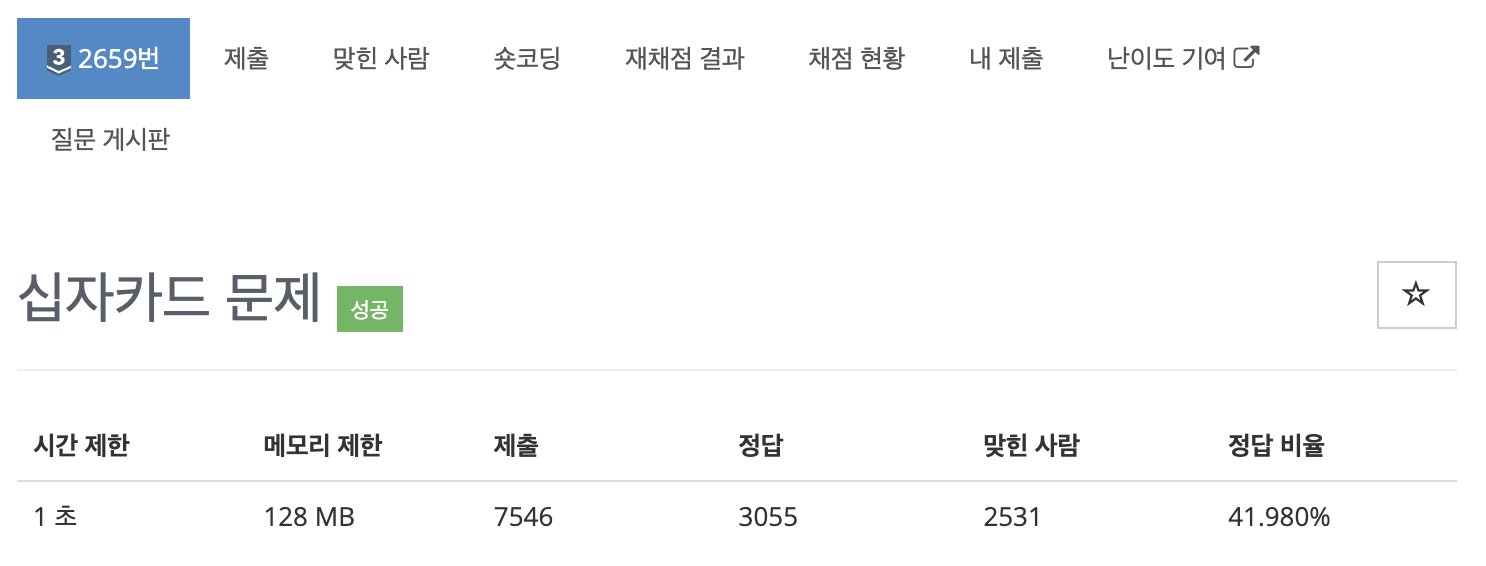 3 2659번 제출 맞힌 사람 숏코딩 재채점 결과 채점 현황 내 제출 난이도 기여
질문 게시판
십자카드 문제 성공
시간 제한 메모리 제한 제출 정답 맞힌 사람 정답 비율
1 초 128 MB 7546 3055 2531 41.980%